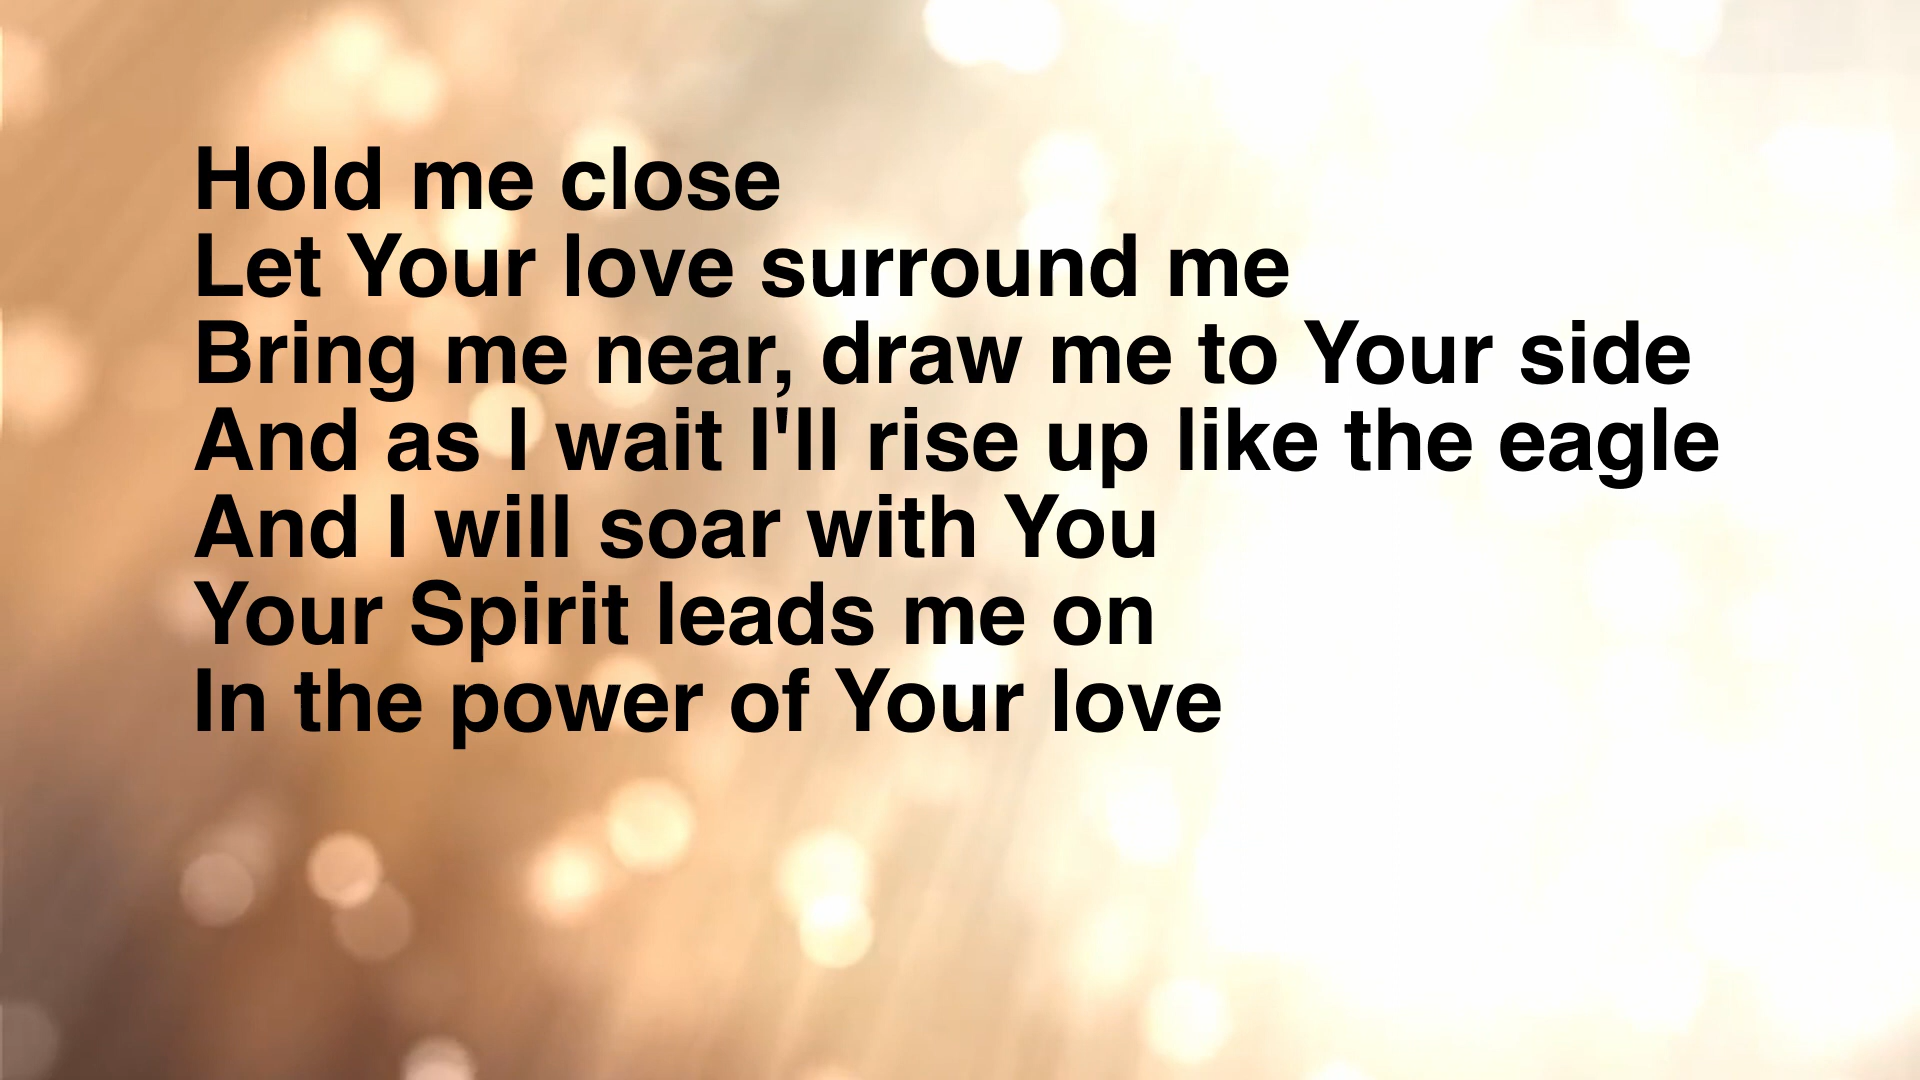 Hold me close
Let Your love surround me
Bring me near, draw me to Your side
And as I wait I'll rise up like the eagle
And I will soar with You
Your Spirit leads me on
In the power of Your love